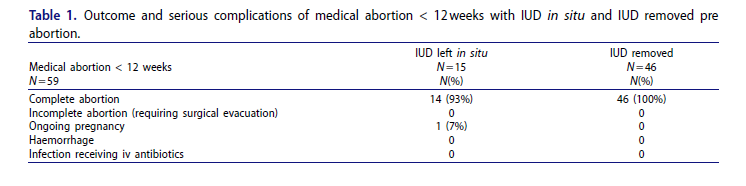 Table 1. Outcome and serious complications of medical abortion < 12 weeks with IUD in situ and IUD removed pre
abortion.
IUD left in situ IUD removed
Medical abortion < 12 weeks N=15 N=46
N=59 N(%) N(%)
Complete abortion 14 (93%) 46 (100%)
Incomplete abortion (requiring surgical evacuation) 0 0
Ongoing pregnancy 1 (7%) 0
Haemorrhage 0 0
Infection receiving iv antibiotics 0 0